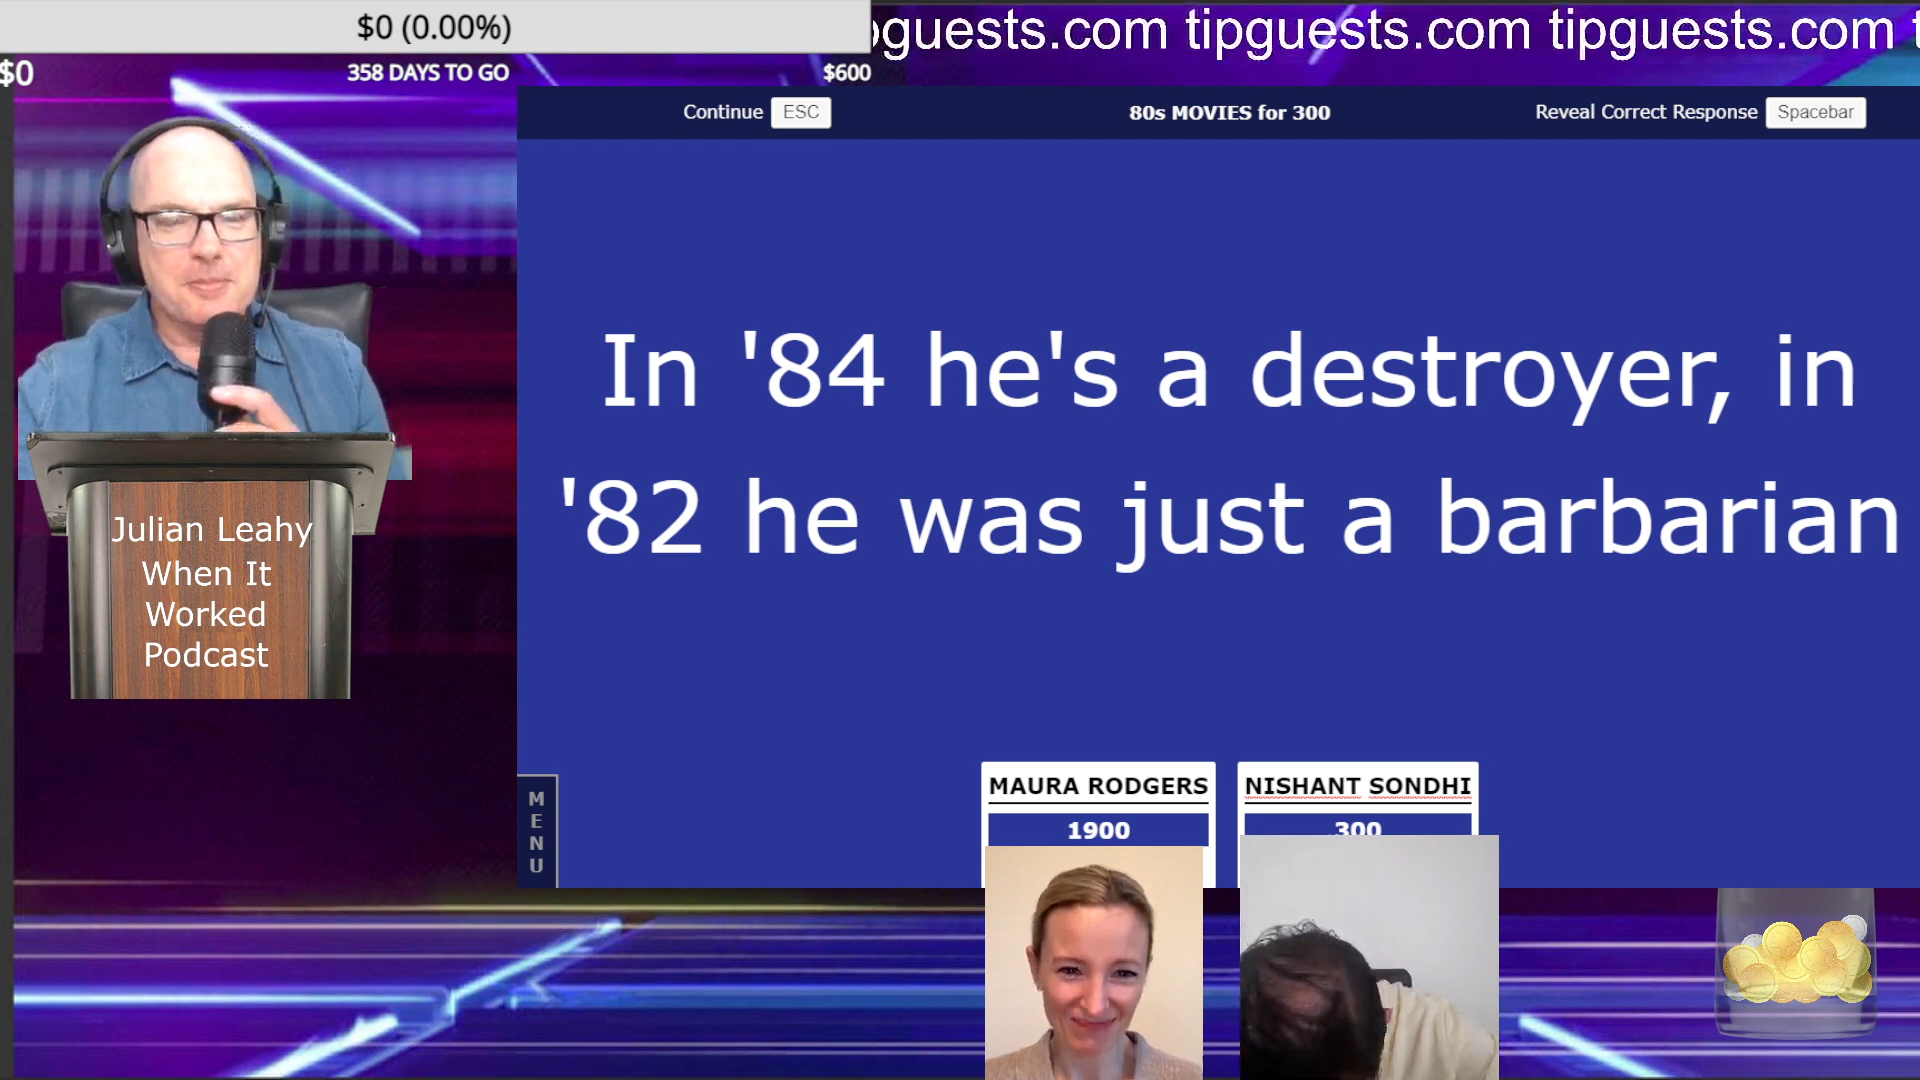 $0 (0.00%)
tipguests.com tipguests.com
$0 358 DAYS TO GO $600
Continue ESC 80s MOVIES for 300 Reveal Correct Response Spacebar
In '84 he's a destroyer, in
'82 he was just a barbarian
Julian Leahy
When It
Worked
Podcast
MENU
MAURA RODGERS
1900
NISHANT SONDHI
300